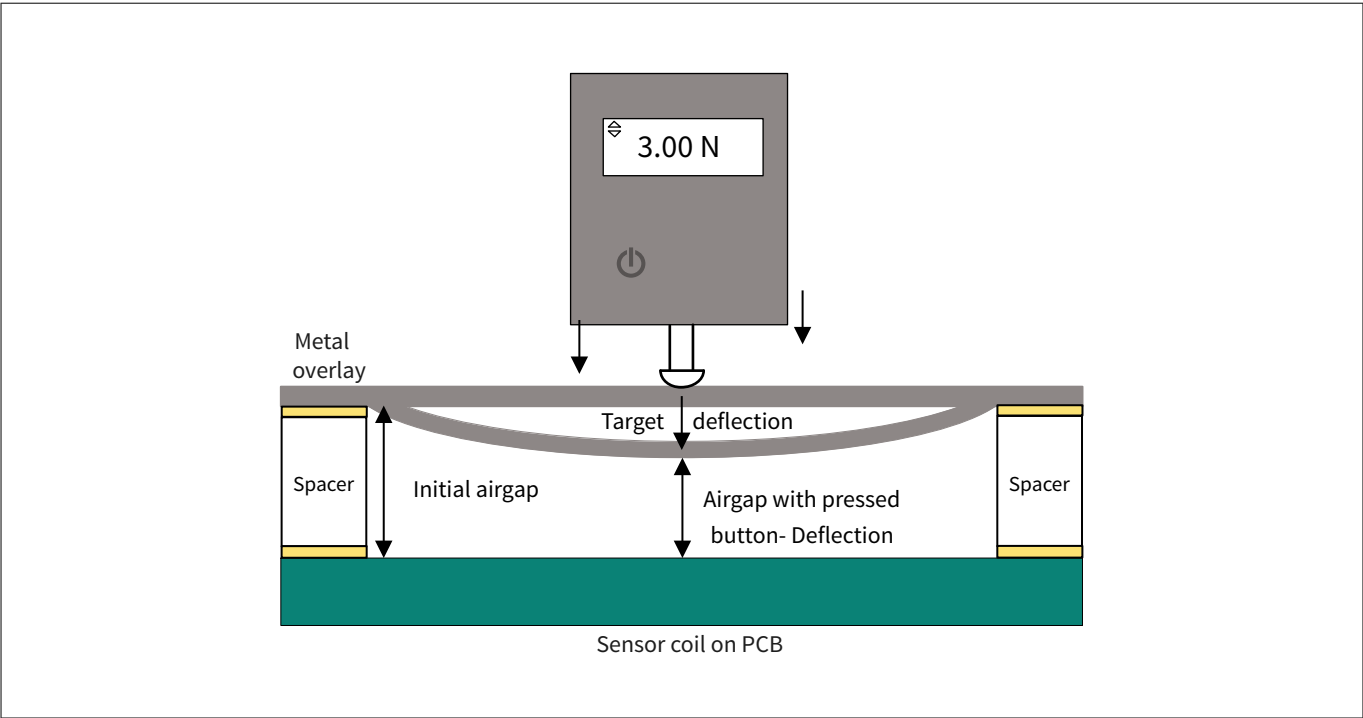 3.00 N
Metal
overlay
Target deflection
Spacer
Initial airgap
Airgap with pressed
button- Deflection
Spacer
Sensor coil on PCB